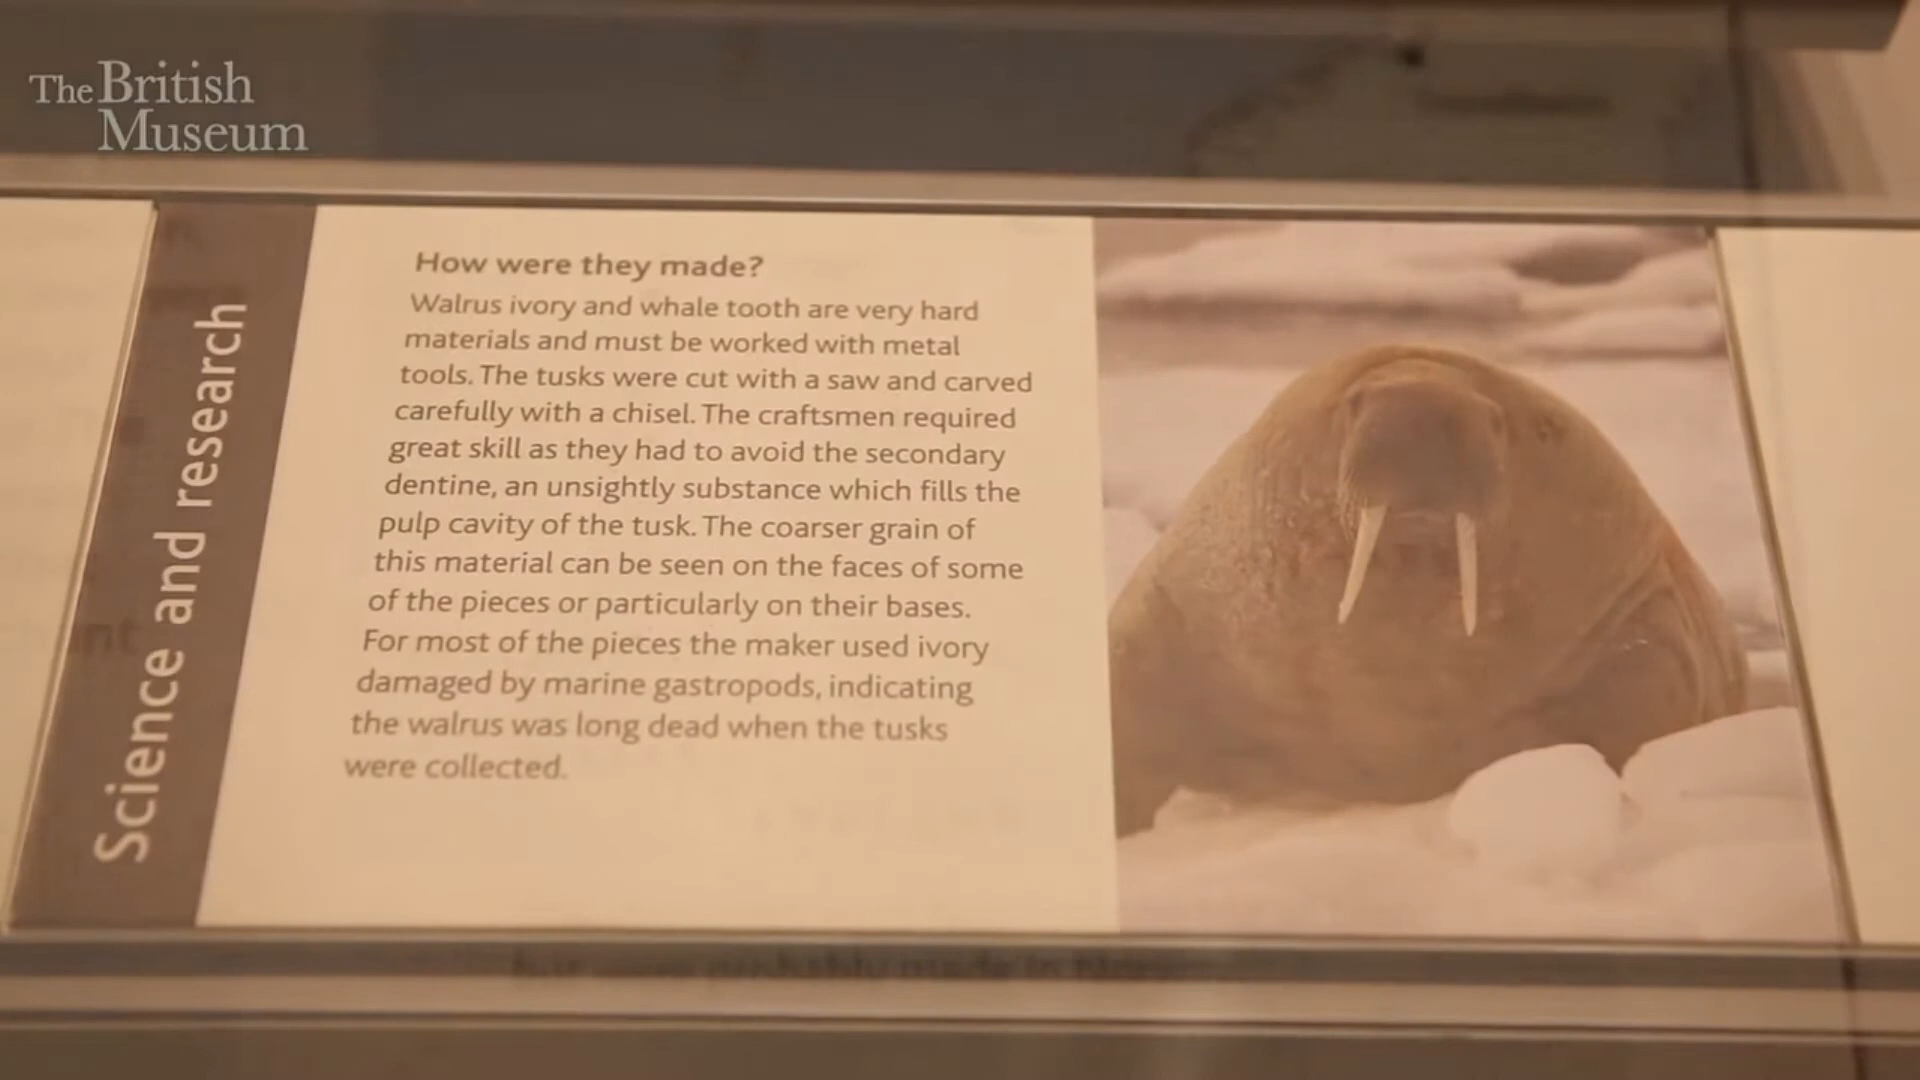 The British
Museum
Science and research
How were they made?
Walrus ivory and whale tooth are very hard
materials and must be worked with metal
tools. The tusks were cut with a saw and carved
carefully with a chisel. The craftsmen required
great skill as they had to avoid the secondary
dentine, an unsightly substance which fills the
pulp cavity of the tusk. The coarser grain of
this material can be seen on the faces of some
of the pieces or particularly on their bases.
For most of the pieces the maker used ivory
damaged by marine gastropods, indicating
the walrus was long dead when the tusks
were collected.
probably made in